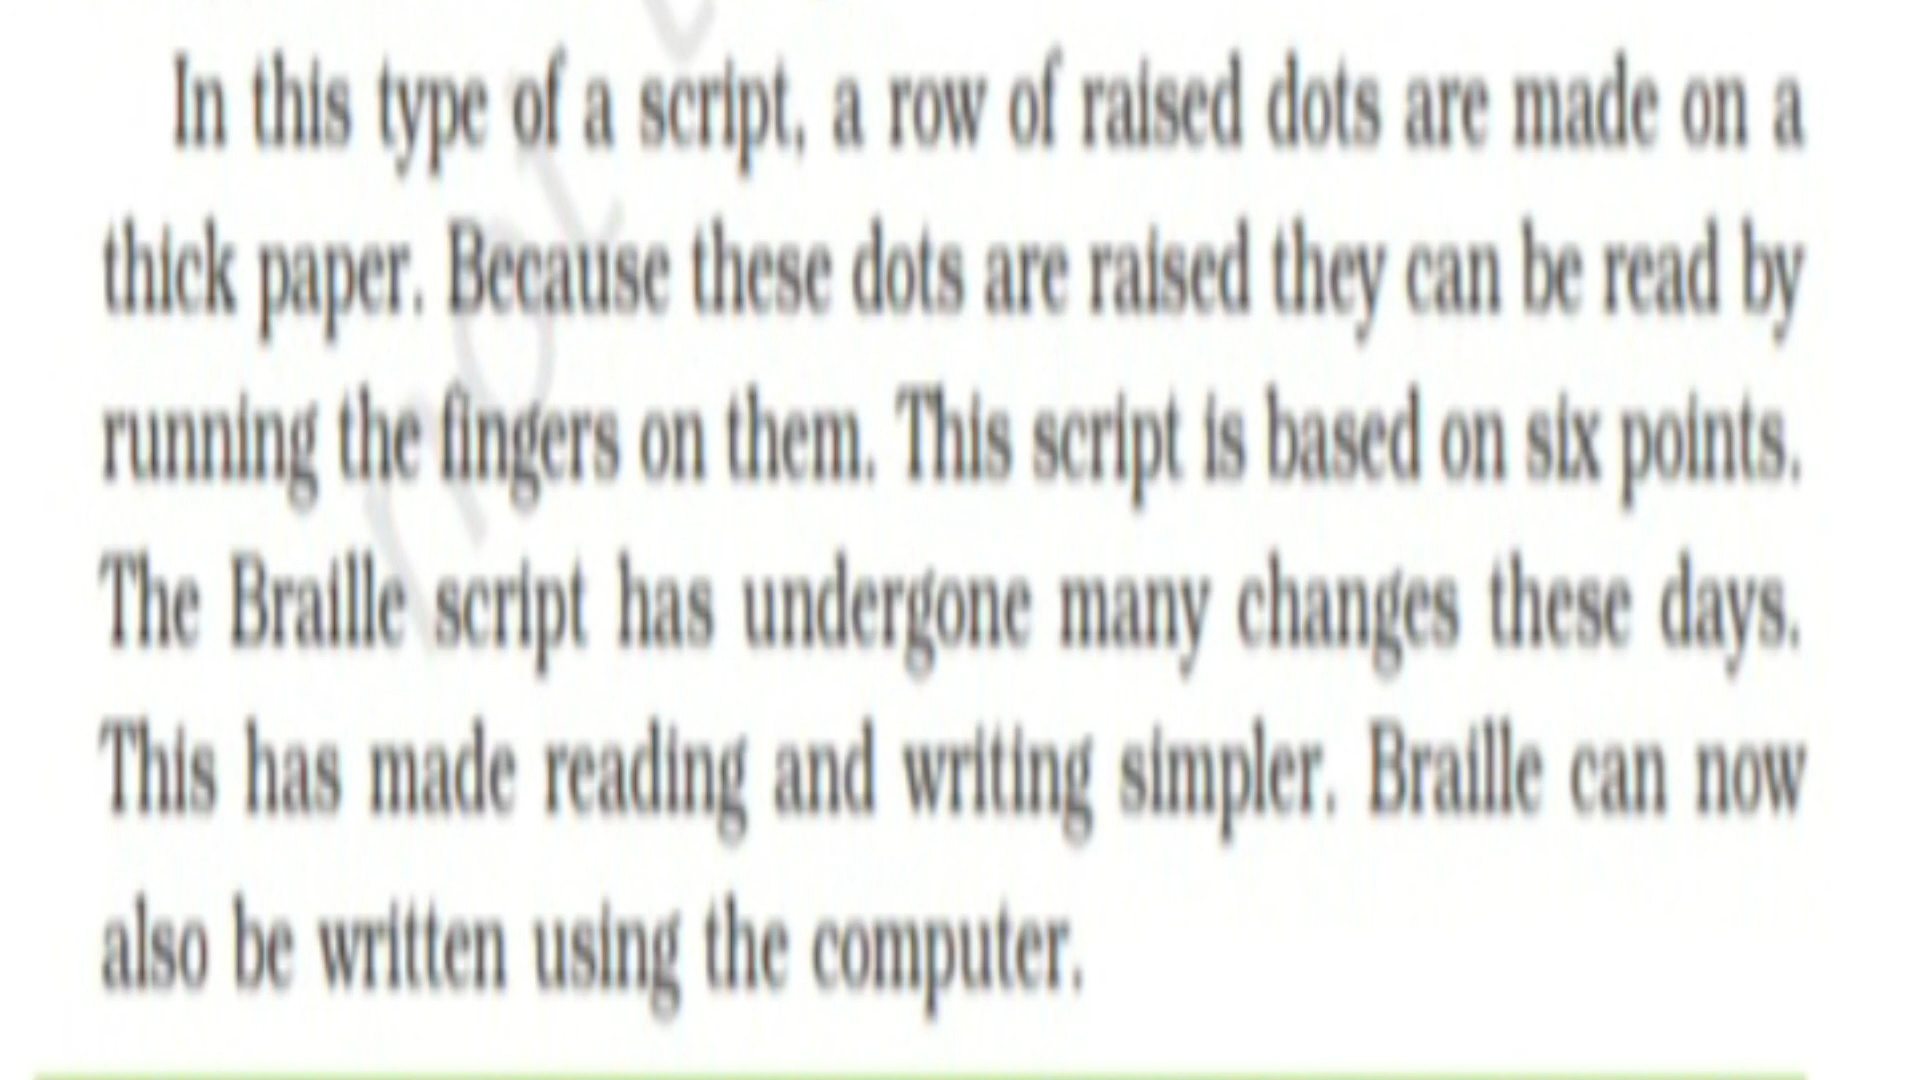 In this type of a script, a row of raised dots are made on a
thick paper. Because these dots are raised they can be read by
running the fingers on them. This script is based on six points.
The Braille script has undergone many changes these days.
This has made reading and writing simpler. Braille can now
also be written using the computer.